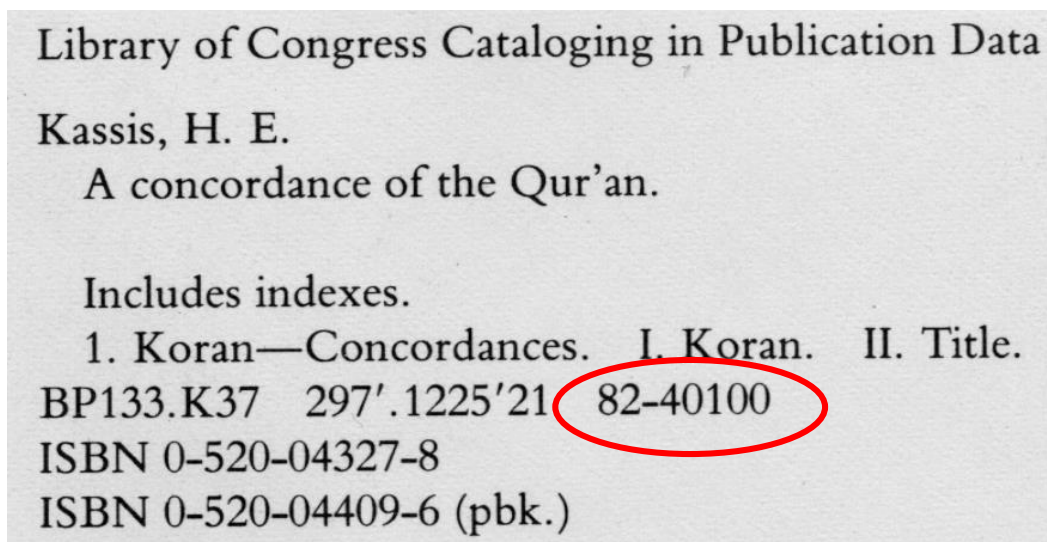 Library of Congress Cataloging in Publication Data
Kassis, H. E.
A concordance of the Qur'an.
Includes indexes.
1. Koran—Concordances. I. Koran. II. Title.
BP133.K37 297′.1225′21 82-40100
ISBN 0-520-04327-8
ISBN 0-520-04409-6 (pbk.)